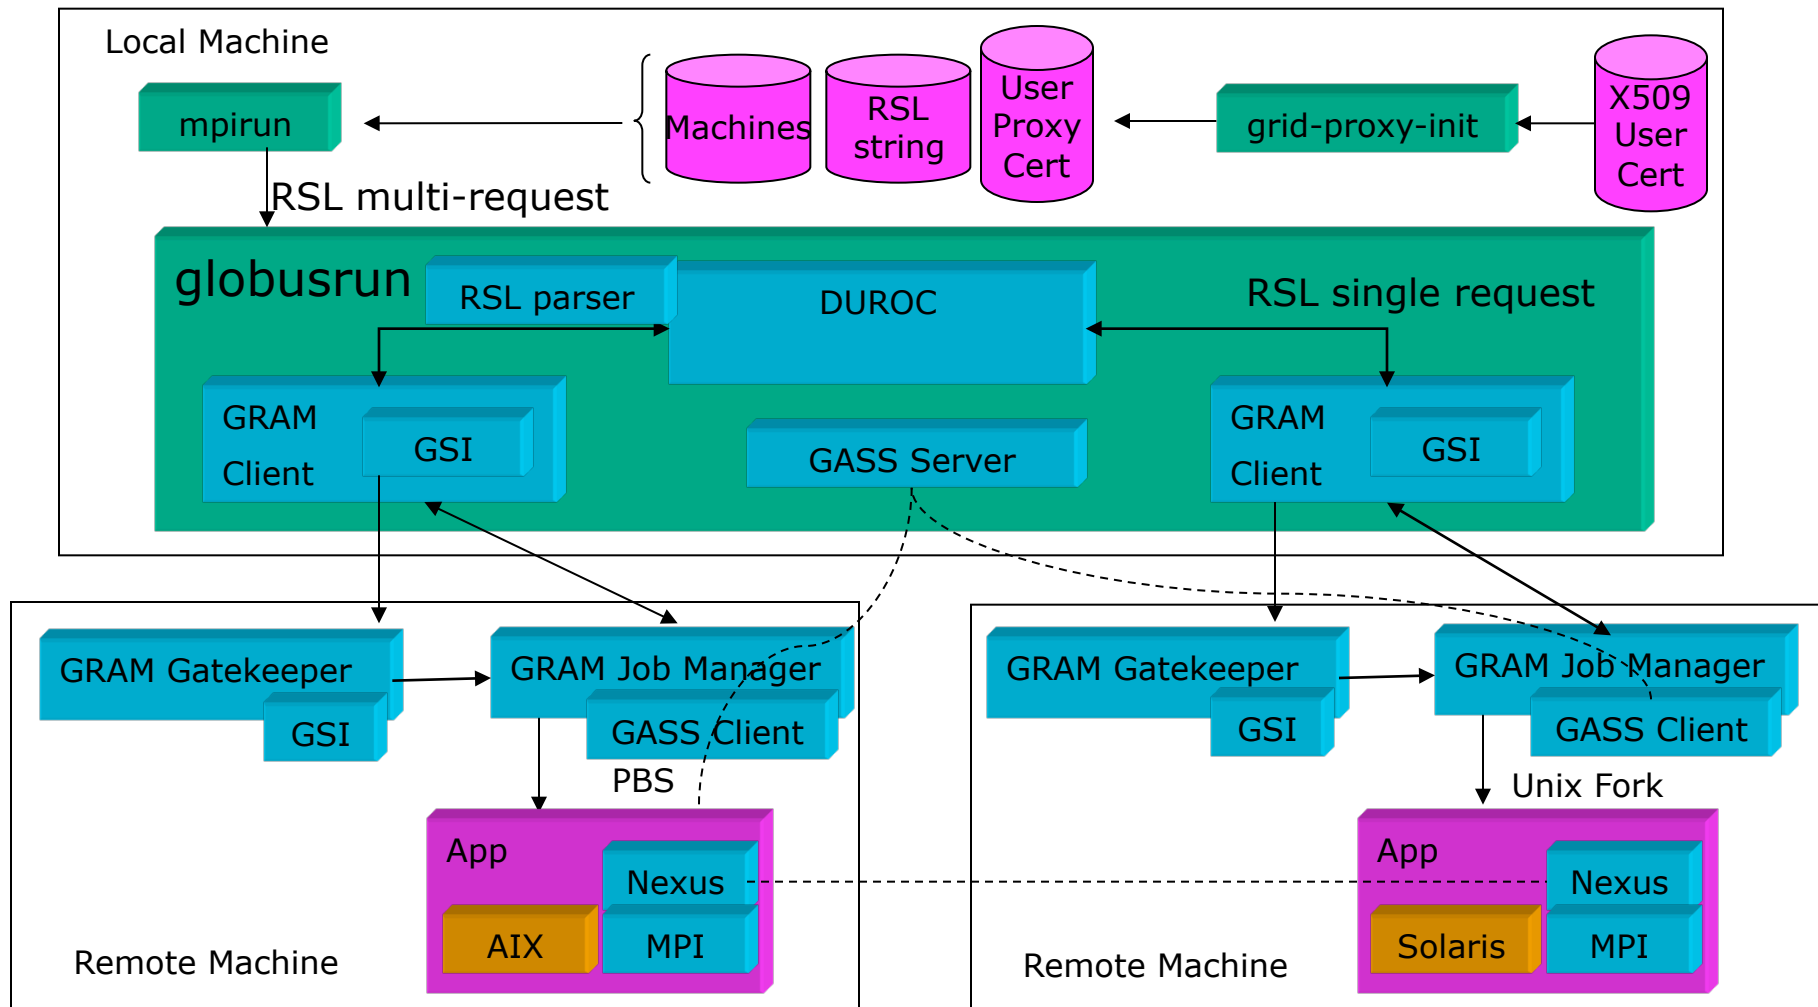 Local Machine
mpirun
Machines
RSL
string
User
Proxy
Cert
grid-proxy-init
X509
User
Cert
RSL multi-request
globusrun
RSL parser
DUROC
RSL single request
GRAM
Client
GSI
GASS Server
GRAM
Client
GSI
GRAM Gatekeeper
GSI
GRAM Job Manager
GASS Client
PBS
App
Nexus
AIX
MPI
Remote Machine
GRAM Gatekeeper
GSI
GRAM Job Manager
GASS Client
Unix Fork
App
Nexus
Solaris
MPI
Remote Machine